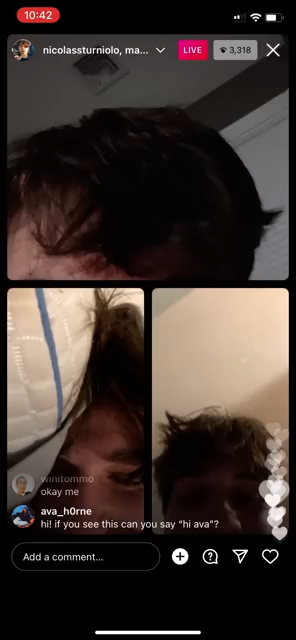 10:42
nicolassturniolo, ma...
LIVE
3,318
winitommo
okay me
ava_h0rne
hi! if you see this can you say “hi ava”?
Add a comment...